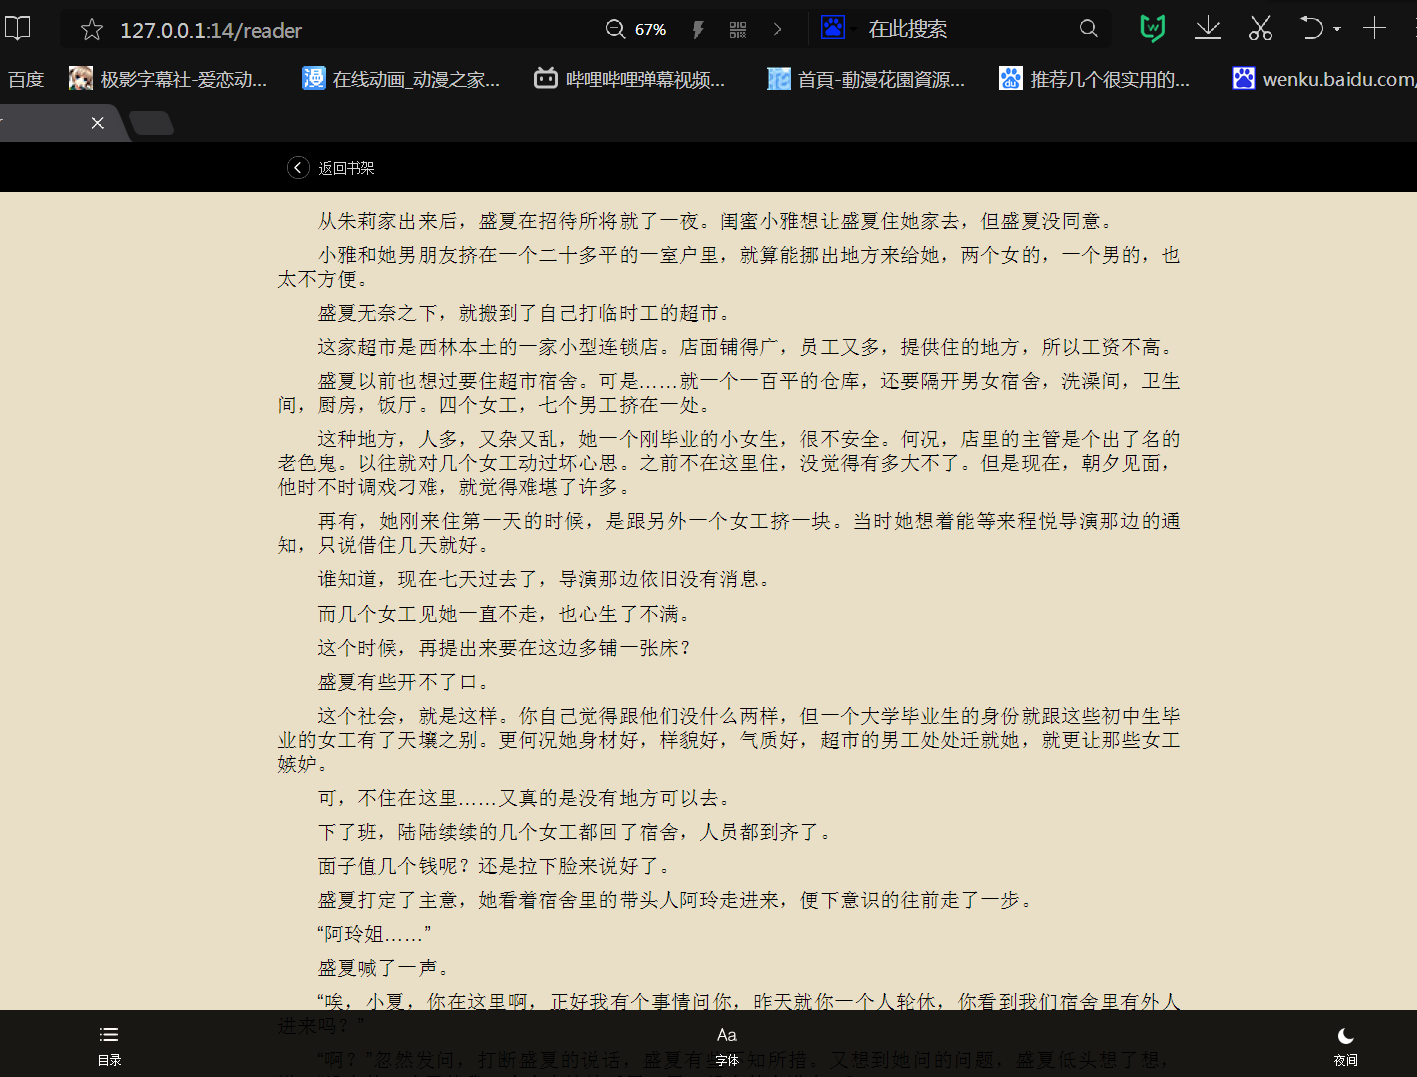 127.0.0.1:14/reader 67% 在此搜索
百度 极影字幕社-爱恋动... 在线动画_动漫之家... 哔哩哔哩弹幕视频... 首頁-動漫花園資源... 推荐几个很实用的... wenku.baidu.com/
返回书架
从朱莉家出来后，盛夏在招待所将就了一夜。闺蜜小雅想让盛夏住她家去，但盛夏没同意。
小雅和她男朋友挤在一个二十多平的一室户里，就算能挪出地方来给她，两个女的，一个男的，也
太不方便。
盛夏无奈之下，就搬到了自己打临时工的超市。
这家超市是西林本土的一家小型连锁店。店面铺得广，员工又多，提供住的地方，所以工资不高。
盛夏以前也想过要住超市宿舍。可是……就一个一百平的仓库，还要隔开男女宿舍，洗澡间，卫生
间，厨房，饭厅。四个女工，七个男工挤在一处。
这种地方，人多，又杂又乱，她一个刚毕业的小女生，很不安全。何况，店里的主管是个出了名的
老色鬼。以往就对几个女工动过坏心思。之前不在这里住，没觉得有多大不了。但是现在，朝夕见面，
他时不时调戏刁难，就觉得难堪了许多。
再有，她刚来住第一天的时候，是跟另外一个女工挤一块。当时她想着能等来程悦导演那边的通
知，只说借住几天就好。
谁知道，现在七天过去了，导演那边依旧没有消息。
而几个女工见她一直不走，也心生了不满。
这个时候，再提出来要在这边多铺一张床？
盛夏有些开不了口。
这个社会，就是这样。你自己觉得跟他们没什么两样，但一个大学毕业生的身份就跟这些初中生毕
业的女工有了天壤之别。更何况她身材好，样貌好，气质好，超市的男工处处迁就她，就更让那些女工
嫉妒。
可，不住在这里……又真的是没有地方可以去。
下了班，陆陆续续的几个女工都回了宿舍，人员都到齐了。
面子值几个钱呢？还是拉下脸来说好了。
盛夏打定了主意，她看着宿舍里的带头人阿玲走进来，便下意识的往前走了一步。
“阿玲姐……”
盛夏喊了一声。
“唉，小夏，你在这里啊，正好我有个事情问你，昨天就你一个人轮休，你看到我们宿舍里有外人
进来吗？”
“啊？”忽然发问，打断盛夏的说话，盛夏有些不知所措。又想到她问的问题，盛夏低头想了想，
目录 Aa 字体 夜间